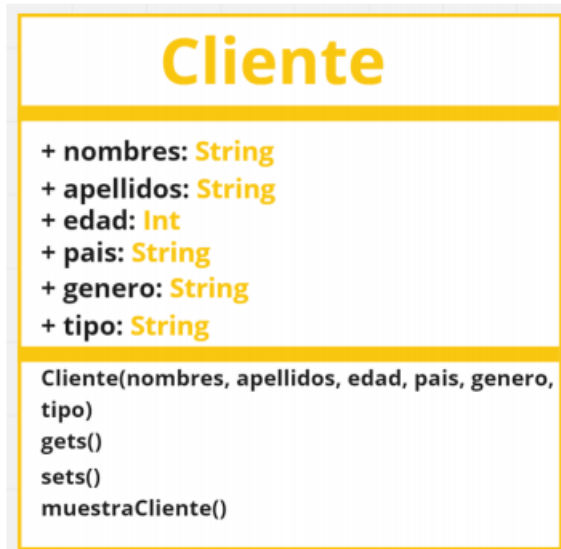 Cliente
+ nombres: String
+ apellidos: String
+ edad: Int
+ pais: String
+ genero: String
+ tipo: String
Cliente(nombres, apellidos, edad, pais, genero,
tipo)
gets()
sets()
muestraCliente()